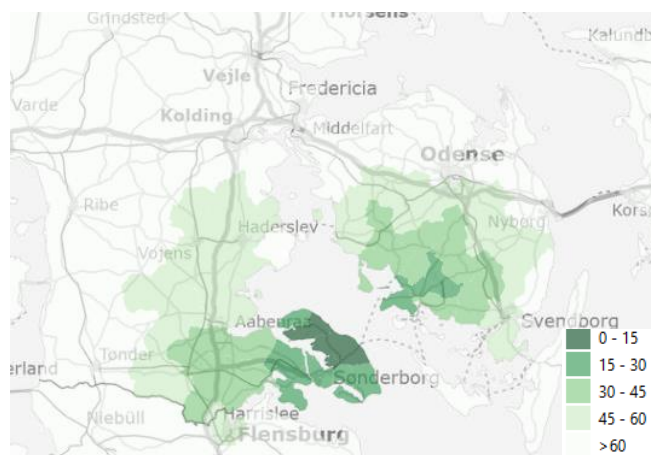 Grindsted
Horsens
Kalundb
Vejle
Fredericia
Varde
Kolding
Middelfart
Odense
Ribe
Nyborg
Korsø
Haderslev
Vojens
Aabenraa
Svendborg
0 - 15
Tønder
15 - 30
erland
Sønderborg
30 - 45
Niebüll
Harrislee
45 - 60
Flensburg
>60